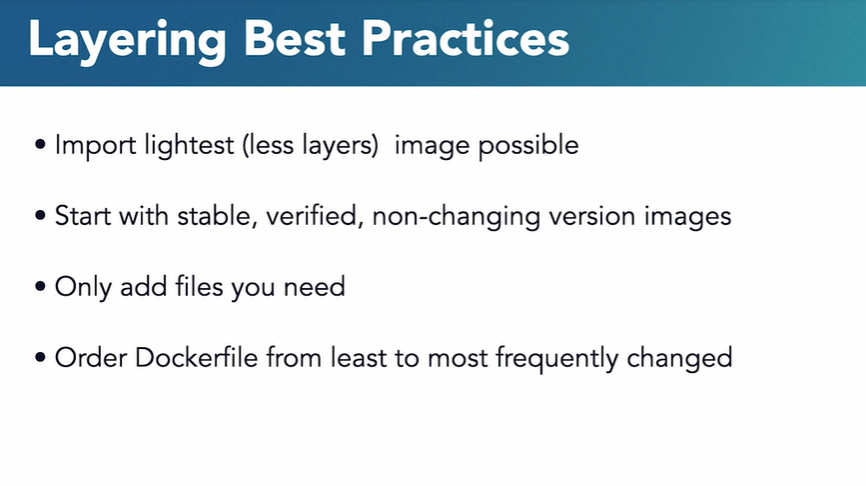 Layering Best Practices
• Import lightest (less layers)  image possible
• Start with stable, verified, non-changing version images
• Only add files you need
• Order Dockerfile from least to most frequently changed